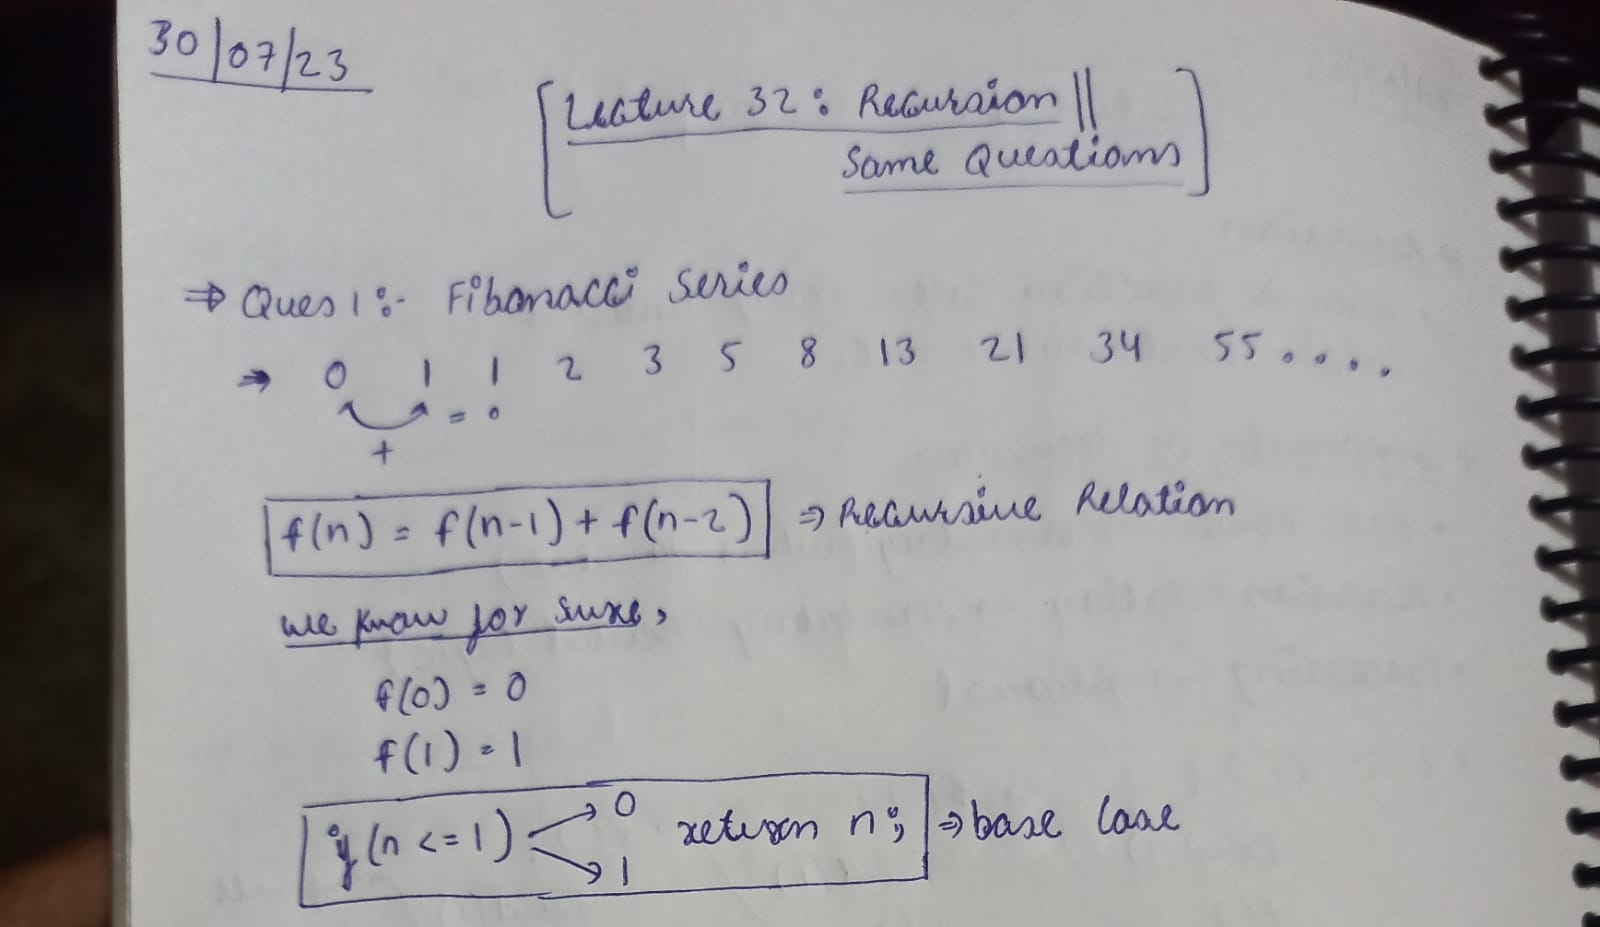 30/07/23
[Lecture 32: Recursion ||
Some Questions]
⇒ Ques 1:- Fibonacci Series
→ 0 1 1 2 3 5 8 13 21 34 55....
= 
+
f(n) = f(n-1) + f(n-2) ⇒ Recursive Relation
we know for sure,
f(0) = 0
f(1) = 1
if (n <= 1) → 0 → 1 return n; ⇒ base case